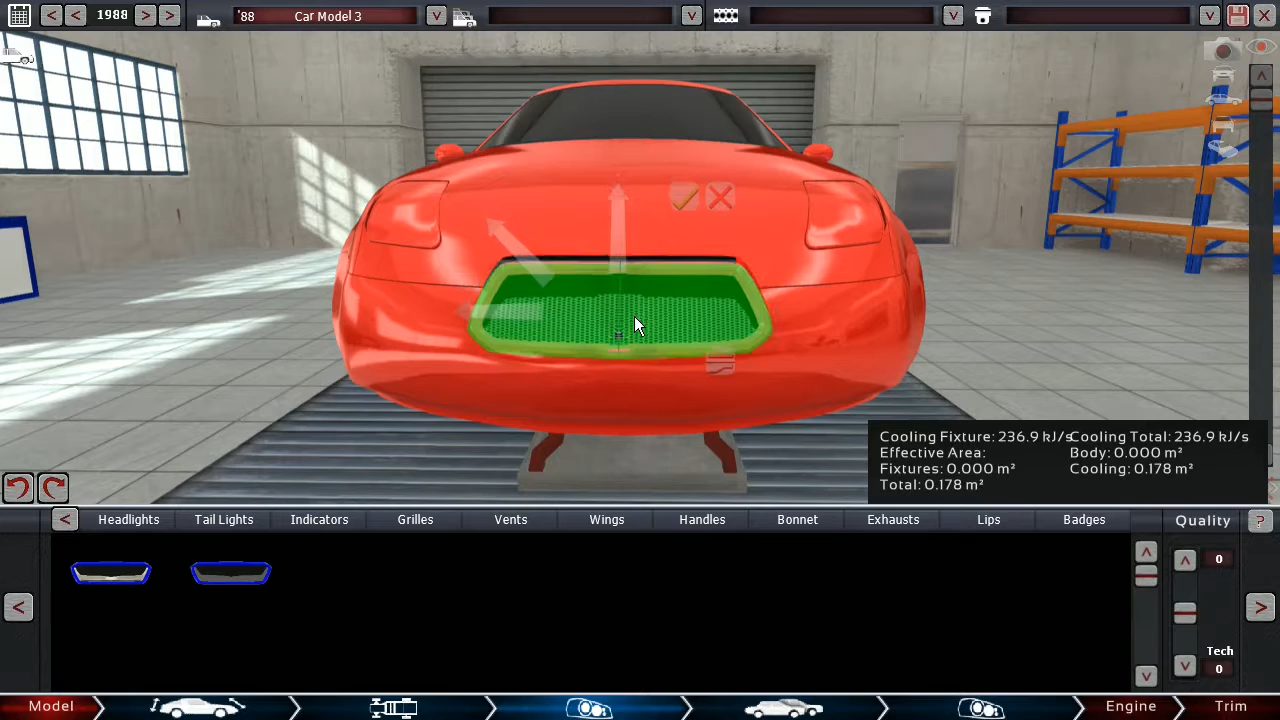 1988
'88 Car Model 3
Cooling Fixture: 236.9 kJ/s Cooling Total: 236.9 kJ/s
Effective Area: Body: 0.000 m²
Fixtures: 0.000 m² Cooling: 0.178 m²
Total: 0.178 m²
Headlights Tail Lights Indicators Grilles Vents Wings Handles Bonnet Exhausts Lips Badges Quality ?
0
Tech
0
Model Engine Trim